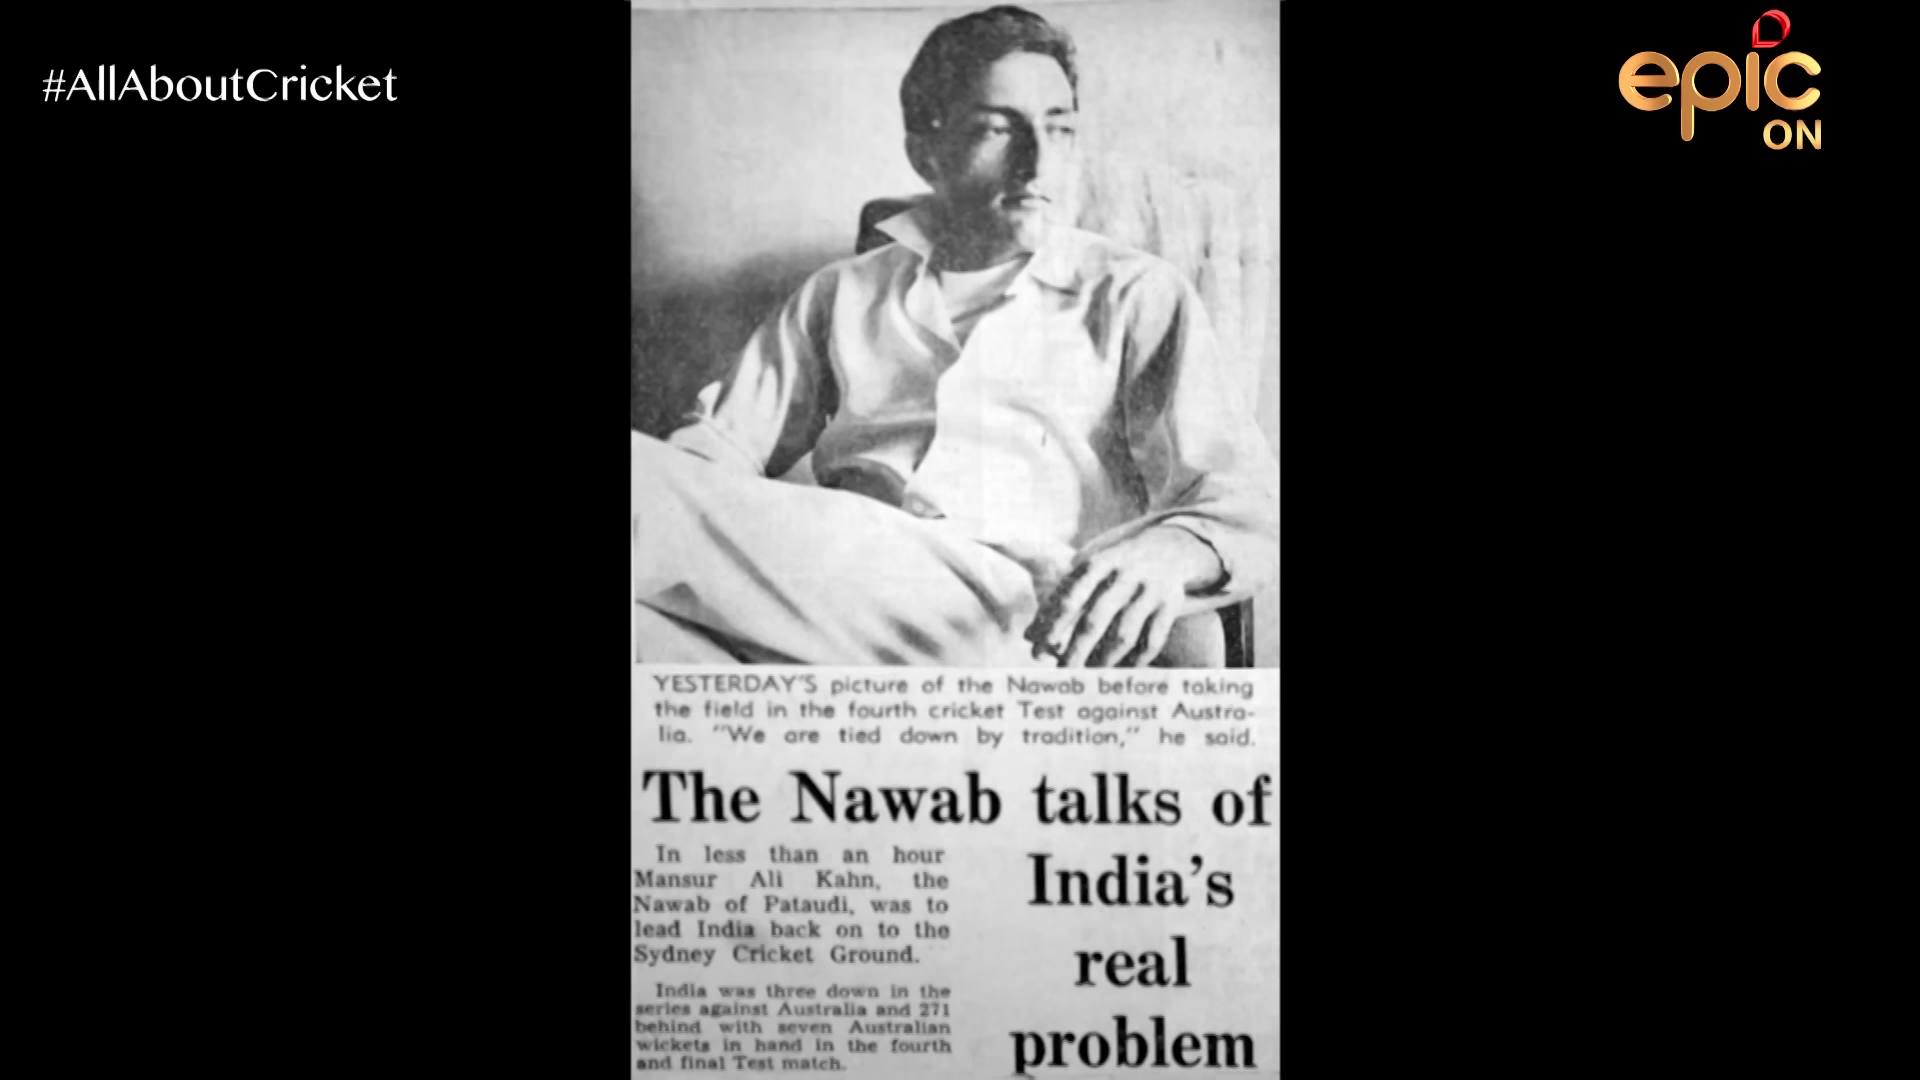 #AllAboutCricket
epic
ON
YESTERDAY'S picture of the Nawab before taking
the field in the fourth cricket Test against Austra-
lia. "We are tied down by tradition," he said.
The Nawab talks of
India's
real
problem
In less than an hour
Mansur Ali Kahn, the
Nawab of Pataudi, was to
lead India back on to the
Sydney Cricket Ground.
India was three down in the
series against Australia and 271
behind with seven Australian
wickets in hand in the fourth
and final Test match.